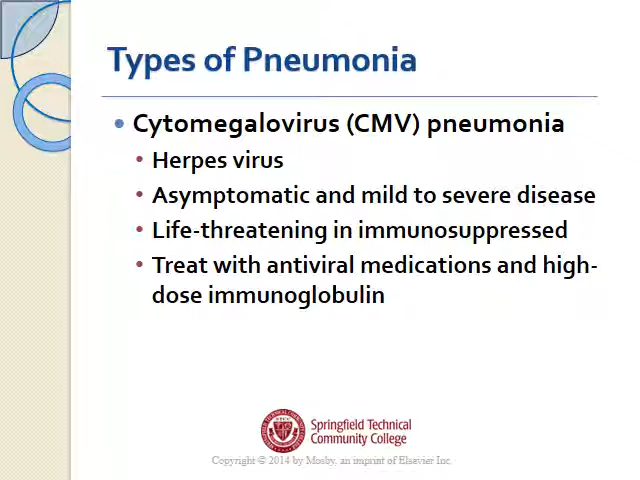 Types of Pneumonia
Cytomegalovirus (CMV) pneumonia
Herpes virus
Asymptomatic and mild to severe disease
Life-threatening in immunosuppressed
Treat with antiviral medications and high-
dose immunoglobulin
Springfield Technical
Community College
Copyright © 2014 by Mosby, an imprint of Elsevier Inc.